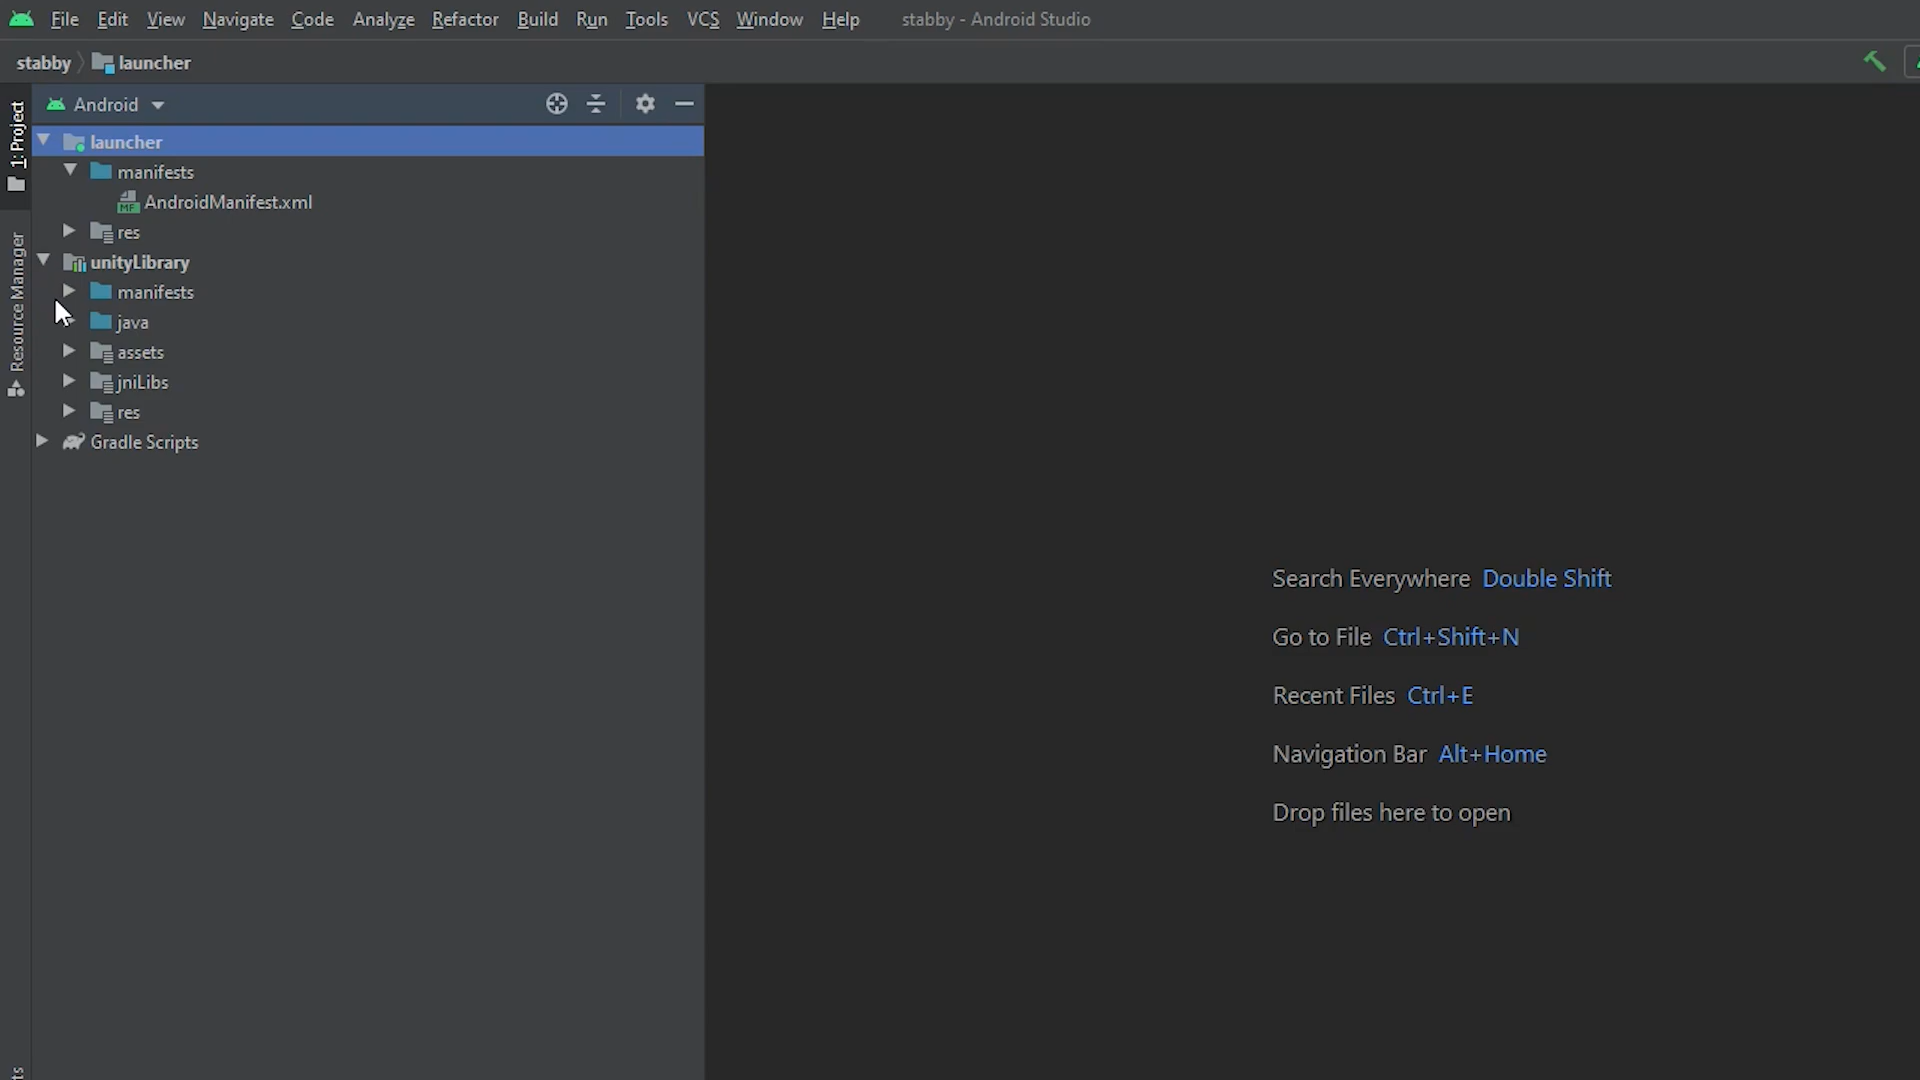 File Edit View Navigate Code Analyze Refactor Build Run Tools VCS Window Help stabby - Android Studio
stabby launcher
1: Project
Resource Manager
Android
launcher
manifests
MF AndroidManifest.xml
res
unityLibrary
manifests
java
assets
jniLibs
res
Gradle Scripts
Search Everywhere Double Shift
Go to File Ctrl+Shift+N
Recent Files Ctrl+E
Navigation Bar Alt+Home
Drop files here to open